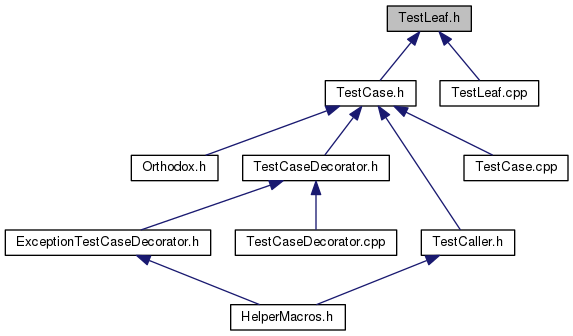 TestLeaf.h
TestCase.h
TestLeaf.cpp
Orthodox.h
TestCaseDecorator.h
TestCase.cpp
ExceptionTestCaseDecorator.h
TestCaseDecorator.cpp
TestCaller.h
HelperMacros.h